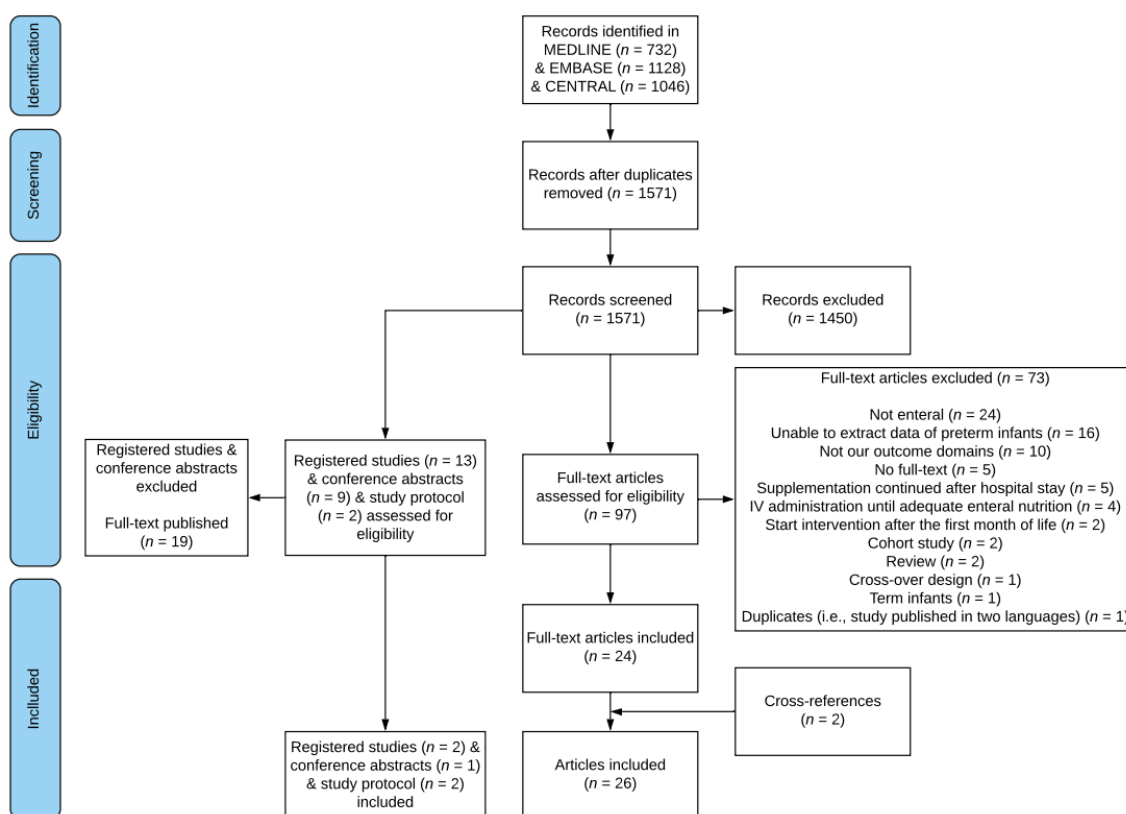 Identification
Records identified in
MEDLINE (n = 732)
& EMBASE (n = 1128)
& CENTRAL (n = 1046)
Screening
Records after duplicates
removed (n = 1571)
Eligibility
Records screened
(n = 1571)
Records excluded
(n = 1450)
Registered studies &
conference abstracts
excluded
Full-text published
(n = 19)
Registered studies (n = 13)
& conference abstracts
(n = 9) & study protocol
(n = 2) assessed for
eligibility
Full-text articles
assessed for eligibility
(n = 97)
Full-text articles excluded (n = 73)
Not enteral (n = 24)
Unable to extract data of preterm infants (n = 16)
Not our outcome domains (n = 10)
No full-text (n = 5)
Supplementation continued after hospital stay (n = 5)
IV administration until adequate enteral nutrition (n = 4)
Start intervention after the first month of life (n = 2)
Cohort study (n = 2)
Review (n = 2)
Cross-over design (n = 1)
Term infants (n = 1)
Duplicates (i.e., study published in two languages) (n = 1)
Incllued
Full-text articles included
(n = 24)
Cross-references
(n = 2)
Registered studies (n = 2) &
conference abstracts (n = 1)
& study protocol (n = 2)
included
Articles included
(n = 26)